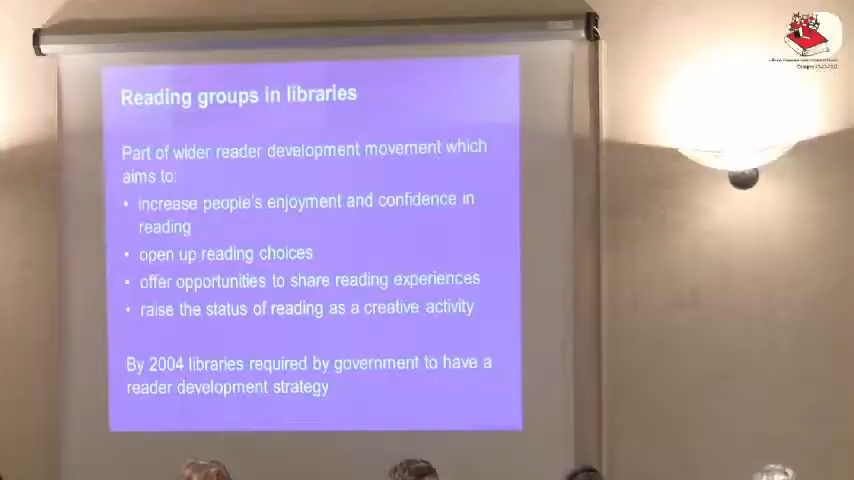 Reading groups in libraries
Part of wider reader development movement which
aims to:
• increase people's enjoyment and confidence in
reading
• open up reading choices
• offer opportunities to share reading experiences
• raise the status of reading as a creative activity
By 2004 libraries required by government to have a
reader development strategy